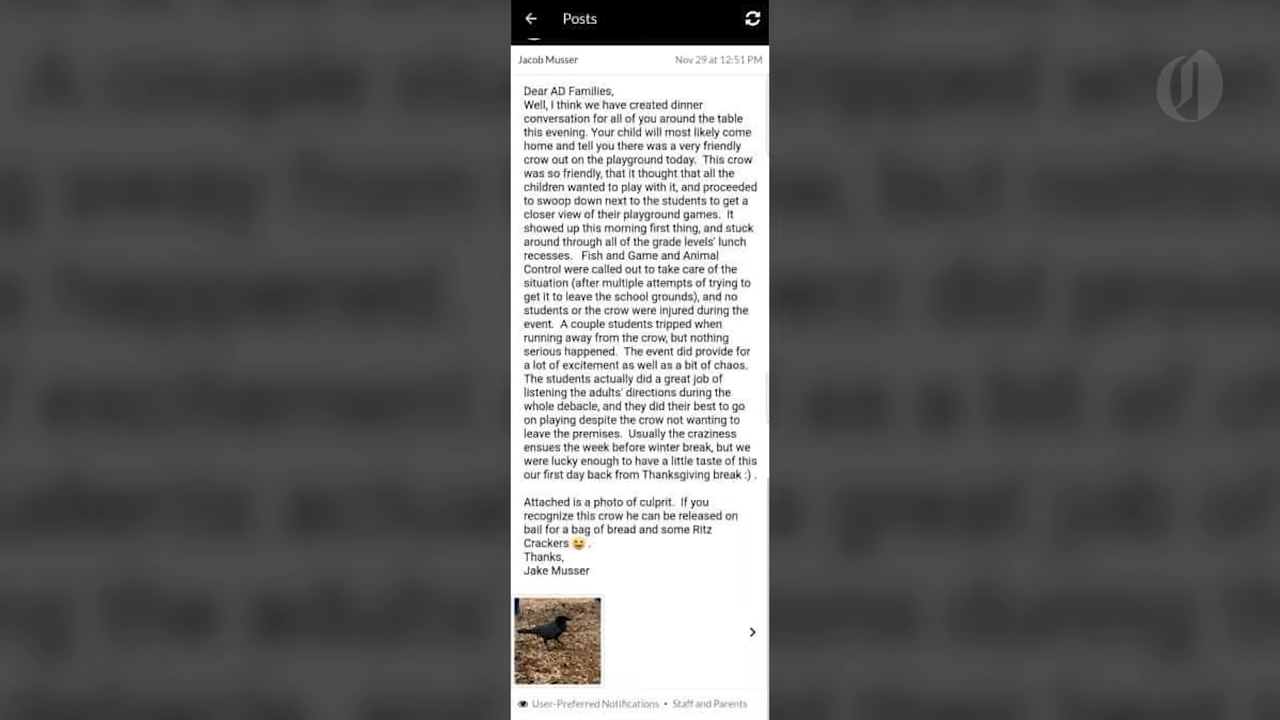 Posts
Jacob Musser
Nov 29 at 12:51 PM
Dear AD Families,
Well, I think we have created dinner
conversation for all of you around the table
this evening. Your child will most likely come
home and tell you there was a very friendly
crow out on the playground today.  This crow
was so friendly, that it thought that all the
children wanted to play with it, and proceeded
to swoop down next to the students to get a
closer view of their playground games.  It
showed up this morning first thing, and stuck
around through all of the grade levels' lunch
recesses.   Fish and Game and Animal
Control were called out to take care of the
situation (after multiple attempts of trying to
get it to leave the school grounds), and no
students or the crow were injured during the
event.  A couple students tripped when
running away from the crow, but nothing
serious happened.  The event did provide for
a lot of excitement as well as a bit of chaos.
The students actually did a great job of
listening the adults' directions during the
whole debacle, and they did their best to go
on playing despite the crow not wanting to
leave the premises.  Usually the craziness
ensues the week before winter break, but we
were lucky enough to have a little taste of this
our first day back from Thanksgiving break :) .
Attached is a photo of culprit.  If you
recognize this crow he can be released on
bail for a bag of bread and some Ritz
Crackers 😆 .
Thanks,
Jake Musser
User-Preferred Notifications • Staff and Parents